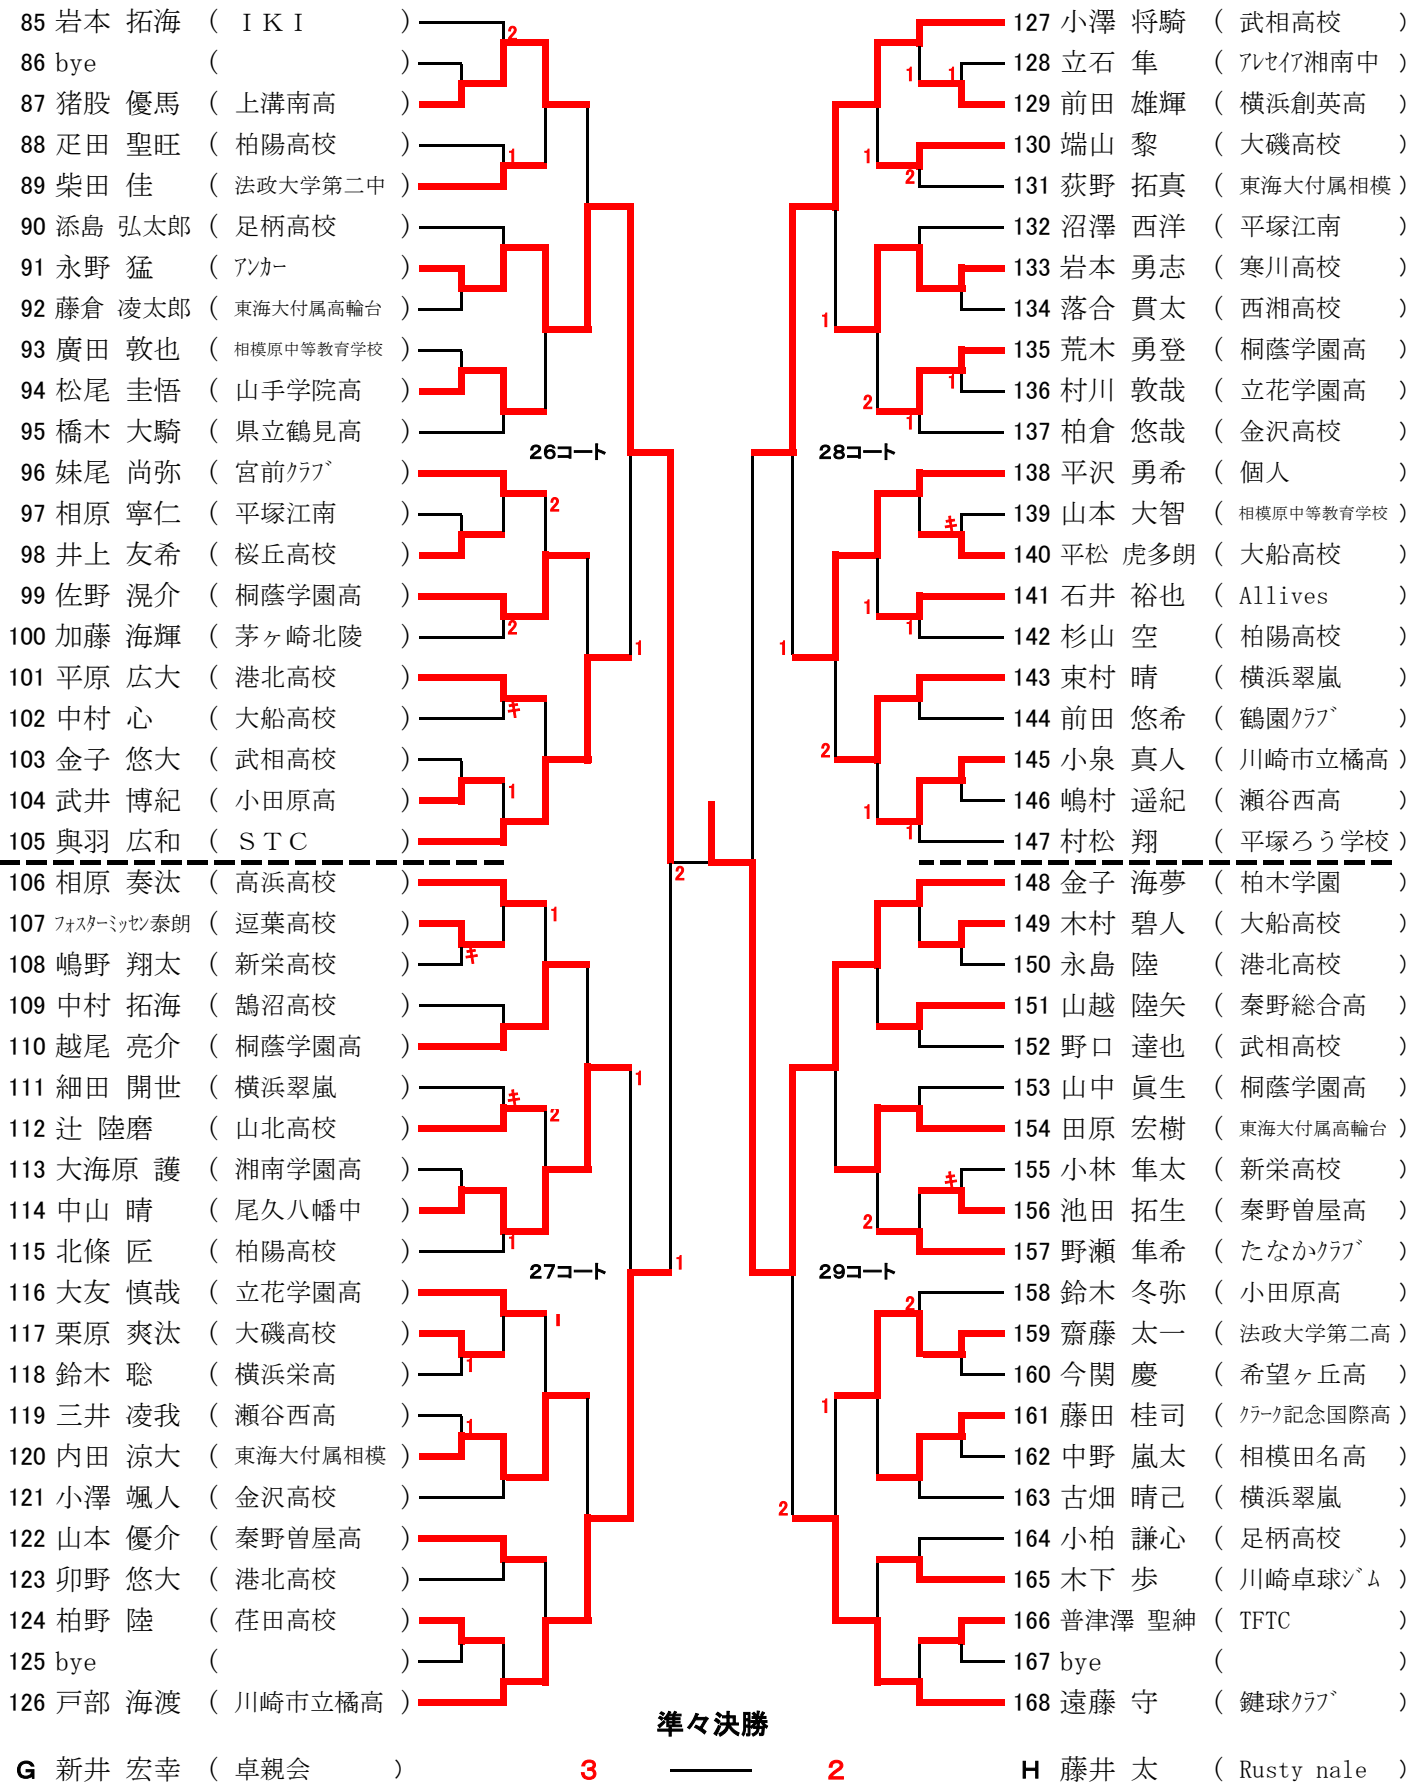 85 岩本 拓海 ( ＩＫＩ )
86 bye ( )
87 猪股 優馬 ( 上溝南高 )
88 疋田 聖旺 ( 柏陽高校 )
89 柴田 佳 ( 法政大学第二中 )
90 添島 弘太郎 ( 足柄高校 )
91 永野 猛 ( ｱﾝｶｰ )
92 藤倉 凌太郎 ( 東海大付属高輪台 )
93 廣田 敦也 ( 相模原中等教育学校 )
94 松尾 圭悟 ( 山手学院高 )
95 橋木 大騎 ( 県立鶴見高 )
96 妹尾 尚弥 ( 宮前ｸﾗﾌﾞ )
97 相原 寧仁 ( 平塚江南 )
98 井上 友希 ( 桜丘高校 )
99 佐野 滉介 ( 桐蔭学園高 )
100 加藤 海輝 ( 茅ヶ崎北陵 )
101 平原 広大 ( 港北高校 )
102 中村 心 ( 大船高校 )
103 金子 悠大 ( 武相高校 )
104 武井 博紀 ( 小田原高 )
105 與羽 広和 ( ＳＴＣ )
106 相原 奏汰 ( 高浜高校 )
107 ﾌｫｽﾀｰﾐｯｾﾝ泰朗 ( 逗葉高校 )
108 嶋野 翔太 ( 新栄高校 )
109 中村 拓海 ( 鵠沼高校 )
110 越尾 亮介 ( 桐蔭学園高 )
111 細田 開世 ( 横浜翠嵐 )
112 辻 陸磨 ( 山北高校 )
113 大海原 護 ( 湘南学園高 )
114 中山 晴 ( 尾久八幡中 )
115 北條 匠 ( 柏陽高校 )
116 大友 慎哉 ( 立花学園高 )
117 栗原 爽汰 ( 大磯高校 )
118 鈴木 聡 ( 横浜栄高 )
119 三井 凌我 ( 瀬谷西高 )
120 内田 涼大 ( 東海大付属相模 )
121 小澤 颯人 ( 金沢高校 )
122 山本 優介 ( 秦野曽屋高 )
123 卯野 悠大 ( 港北高校 )
124 柏野 陸 ( 荏田高校 )
125 bye ( )
126 戸部 海渡 ( 川崎市立橘高 )
2
1
2
2
キ
1
1
1
キ
キ
2
1
1
1
1
1
2
1
26コート
27コート
28コート
29コート
1
1
1
2
1
1
2
1
キ
1
1
1
2
1
1
キ
2
2
1
2
127 小澤 将騎 ( 武相高校 )
128 立石 隼 ( ｱﾚｾｲｱ湘南中 )
129 前田 雄輝 ( 横浜創英高 )
130 端山 黎 ( 大磯高校 )
131 荻野 拓真 ( 東海大付属相模 )
132 沼澤 西洋 ( 平塚江南 )
133 岩本 勇志 ( 寒川高校 )
134 落合 貫太 ( 西湘高校 )
135 荒木 勇登 ( 桐蔭学園高 )
136 村川 敦哉 ( 立花学園高 )
137 柏倉 悠哉 ( 金沢高校 )
138 平沢 勇希 ( 個人 )
139 山本 大智 ( 相模原中等教育学校 )
140 平松 虎多朗 ( 大船高校 )
141 石井 裕也 ( Allives )
142 杉山 空 ( 柏陽高校 )
143 束村 晴 ( 横浜翠嵐 )
144 前田 悠希 ( 鶴園ｸﾗﾌﾞ )
145 小泉 真人 ( 川崎市立橘高 )
146 嶋村 遥紀 ( 瀬谷西高 )
147 村松 翔 ( 平塚ろう学校 )
148 金子 海夢 ( 柏木学園 )
149 木村 碧人 ( 大船高校 )
150 永島 陸 ( 港北高校 )
151 山越 陸矢 ( 秦野総合高 )
152 野口 達也 ( 武相高校 )
153 山中 眞生 ( 桐蔭学園高 )
154 田原 宏樹 ( 東海大付属高輪台 )
155 小林 隼太 ( 新栄高校 )
156 池田 拓生 ( 秦野曽屋高 )
157 野瀬 隼希 ( たなかｸﾗﾌﾞ )
158 鈴木 冬弥 ( 小田原高 )
159 齋藤 太一 ( 法政大学第二高 )
160 今関 慶 ( 希望ヶ丘高 )
161 藤田 桂司 ( ｸﾗｰｸ記念国際高 )
162 中野 嵐太 ( 相模田名高 )
163 古畑 晴己 ( 横浜翠嵐 )
164 小柏 謙心 ( 足柄高校 )
165 木下 歩 ( 川崎卓球ｼﾞﾑ )
166 普津澤 聖紳 ( TFTC )
167 bye ( )
168 遠藤 守 ( 鍵球ｸﾗﾌﾞ )
準々決勝
G 新井 宏幸 ( 卓親会 ) 3 2 H 藤井 太 ( Rusty nale )